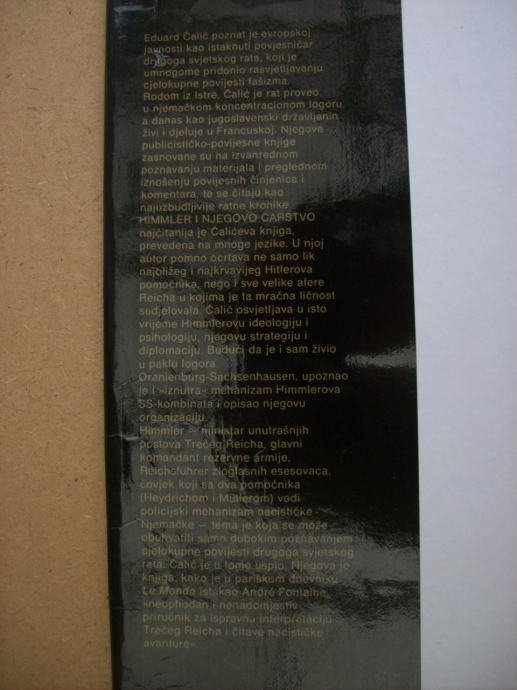 Eduard Čalić poznat je evropskoj
javnosti kao istaknuti povjesničar
drugoga svjetskog rata, koji je
umnogome pridonio rasvjetljavanju
cjelokupne povijesti fašizma.
Rodom iz Istre, Čalić je rat proveo
u njemačkom koncentracionom logoru,
a danas kao jugoslavenski državljanin
živi i djeluje u Francuskoj. Njegove
publicističko-povijesne knjige
zasnovane su na izvanrednom
poznavanju materijala i preglednom
iznošenju povijesnih činjenica i
komentara, te se čitaju kao
najuzbudljivije ratne kronike.
HIMMLER I NJEGOVO CARSTVO
najčitanija je Čalićeva knjiga,
prevedena na mnoge jezike. U njoj
autor pomno ocrtava ne samo lik
najbližeg i najkrvavijeg Hitlerova
pomoćnika, nego i sve velike afere
Reicha u kojima je ta mračna ličnost
sudjelovala. Čalić osvjetljava u isto
vrijeme Himmlerovu ideologiju i
psihologiju, njegovu strategiju i
diplomaciju. Budući da je i sam živio
u paklu logora
Oranienburg-Sachsenhausen, upoznao
je i »iznutra« mehanizam Himmlerova
SS-kombinata i opisao njegovu
organizaciju.
Himmler — ministar unutrašnjih
poslova Trećeg Reicha, glavni
komandant rezervne armije,
Reichsführer zloglasnih esesovaca,
čovjek koji sa dva pomoćnika
(Heydrichom i Müllerom) vodi
policijski mehanizam nacističke
Njemačke — tema je koja se može
obuhvatiti samo dubokim poznavanjem
cjelokupne povijesti drugoga svjetskog
rata. Čalić je u tome uspio. Njegova je
knjiga, kako je u pariškom dnevniku
Le Monde istakao André Fontaine,
»neophodan i nenadomjestiv
priručnik za ispravnu interpretaciju
Trećeg Reicha i čitave nacističke
avanture«.